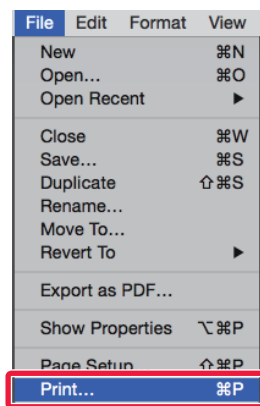 File Edit Format View
New ⌘N
Open... ⌘O
Open Recent ▶
Close ⌘W
Save... ⌘S
Duplicate ⇧⌘S
Rename...
Move To...
Revert To ▶
Export as PDF...
Show Properties ⌥⌘P
Page Setup... ⇧⌘P
Print... ⌘P